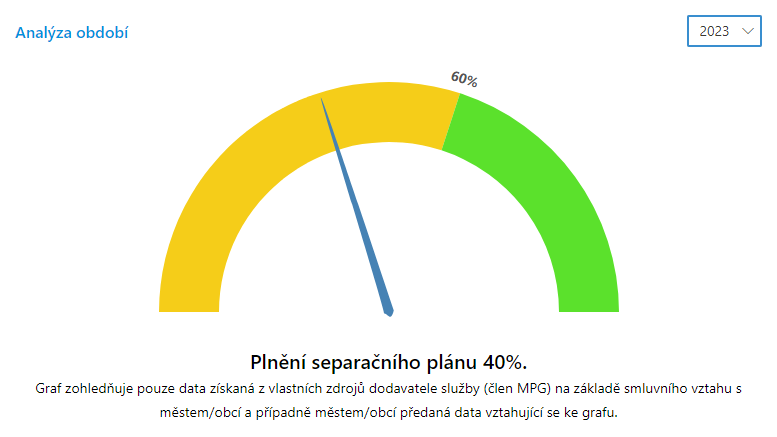 Analýza období
2023
60%
Plnění separačního plánu 40%.
Graf zohledňuje pouze data získaná z vlastních zdrojů dodavatele služby (člen MPG) na základě smluvního vztahu s
městem/obcí a případně městem/obcí předaná data vztahující se ke grafu.